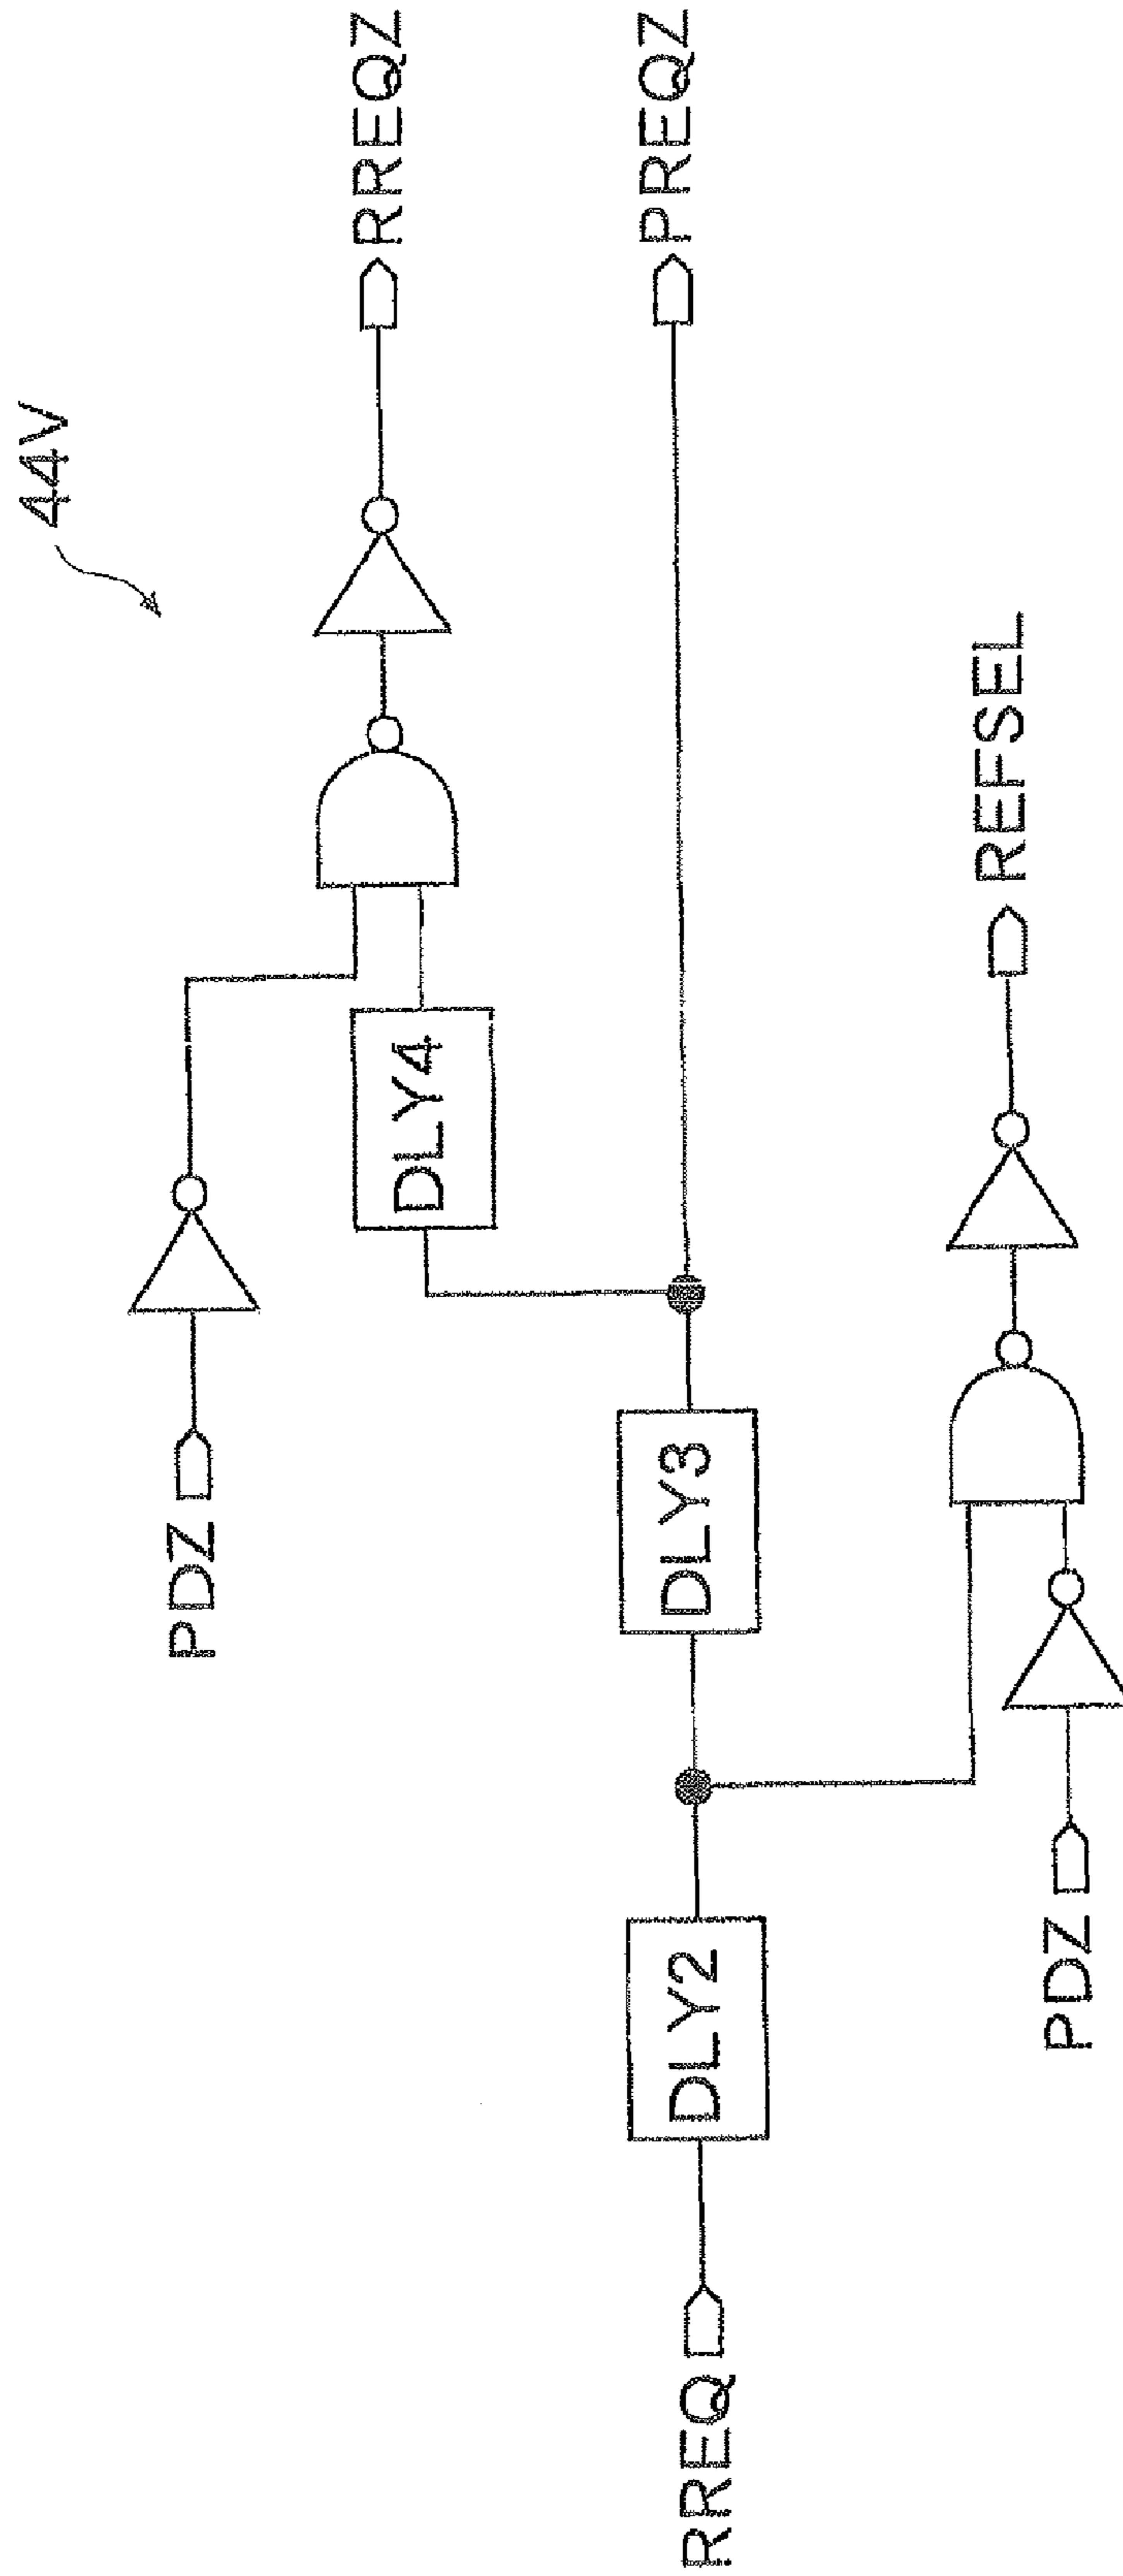 44V
PDZ
DLY4
RREQZ
RREQ
DLY2
DLY3
PREQZ
PDZ
REFSEL